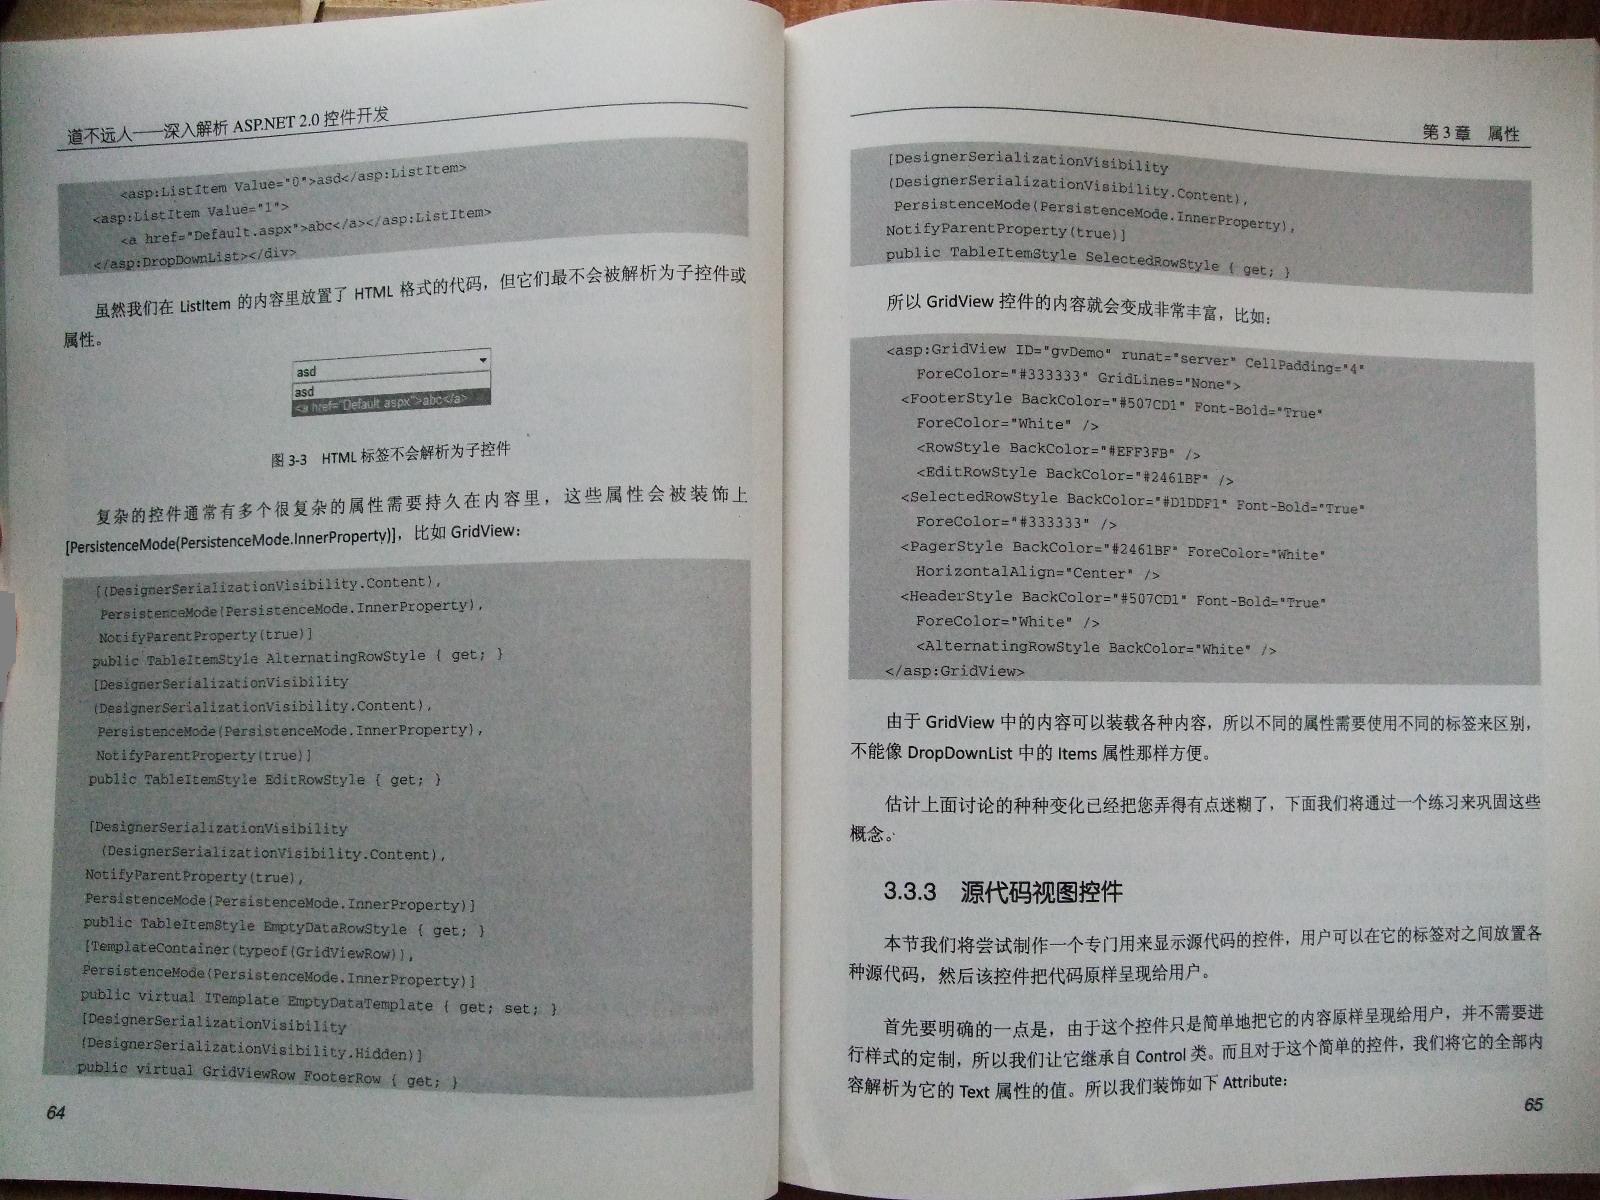 道不远人——深入解析 ASP.NET 2.0 控件开发
<asp:ListItem Value="0">asd</asp:ListItem>
<asp:ListItem Value="1">
<a href="Default.aspx">abc</a></asp:ListItem>
</asp:DropDownList></div>
虽然我们在 ListItem 的内容里放置了 HTML 格式的代码，但它们最不会被解析为子控件或
属性。
asd
asd
<a href="Default.aspx">abc</a>
图 3-3 HTML 标签不会解析为子控件
复杂的控件通常有多个很复杂的属性需要持久在内容里，这些属性会被装饰上
[PersistenceMode(PersistenceMode.InnerProperty)]，比如 GridView：
[(DesignerSerializationVisibility.Content),
PersistenceMode(PersistenceMode.InnerProperty),
NotifyParentProperty(true)]
public TableItemStyle AlternatingRowStyle { get; }
[DesignerSerializationVisibility
(DesignerSerializationVisibility.Content),
PersistenceMode(PersistenceMode.InnerProperty),
NotifyParentProperty(true)]
public TableItemStyle EditRowStyle { get; }
[DesignerSerializationVisibility
(DesignerSerializationVisibility.Content),
NotifyParentProperty(true),
PersistenceMode(PersistenceMode.InnerProperty)]
public TableItemStyle EmptyDataRowStyle { get; }
[TemplateContainer(typeof(GridViewRow)),
PersistenceMode(PersistenceMode.InnerProperty)]
public virtual ITemplate EmptyDataTemplate { get; set; }
[DesignerSerializationVisibility
(DesignerSerializationVisibility.Hidden)]
public virtual GridViewRow FooterRow { get; }
64
第 3 章 属性
[DesignerSerializationVisibility
(DesignerSerializationVisibility.Content),
PersistenceMode(PersistenceMode.InnerProperty),
NotifyParentProperty(true)]
public TableItemStyle SelectedRowStyle { get; }
所以 GridView 控件的内容就会变成非常丰富，比如：
<asp:GridView ID="gvDemo" runat="server" CellPadding="4"
ForeColor="#333333" GridLines="None">
<FooterStyle BackColor="#507CD1" Font-Bold="True"
ForeColor="White" />
<RowStyle BackColor="#EFF3FB" />
<EditRowStyle BackColor="#2461BF" />
<SelectedRowStyle BackColor="#D1DDF1" Font-Bold="True"
ForeColor="#333333" />
<PagerStyle BackColor="#2461BF" ForeColor="White"
HorizontalAlign="Center" />
<HeaderStyle BackColor="#507CD1" Font-Bold="True"
ForeColor="White" />
<AlternatingRowStyle BackColor="White" />
</asp:GridView>
由于 GridView 中的内容可以装载各种内容，所以不同的属性需要使用不同的标签来区别，
不能像 DropDownList 中的 Items 属性那样方便。
估计上面讨论的种种变化已经把您弄得有点迷糊了，下面我们将通过一个练习来巩固这些
概念。
3.3.3 源代码视图控件
本节我们将尝试制作一个专门用来显示源代码的控件，用户可以在它的标签对之间放置各
种源代码，然后该控件把代码原样呈现给用户。
首先要明确的一点是，由于这个控件只是简单地把它的内容原样呈现给用户，并不需要进
行样式的定制，所以我们让它继承自 Control 类。而且对于这个简单的控件，我们将它的全部内
容解析为它的 Text 属性的值。所以我们装饰如下 Attribute：
65